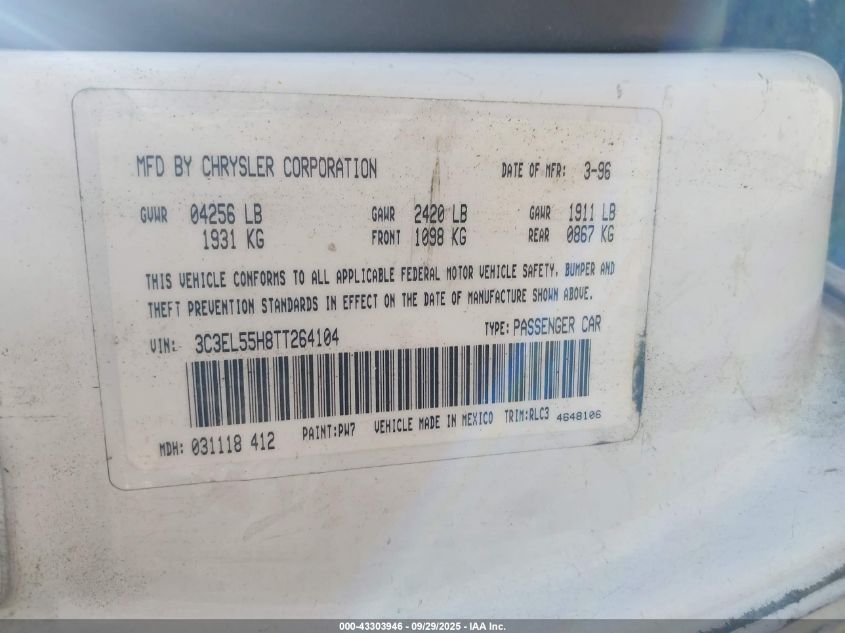 MFD BY CHRYSLER CORPORATION DATE OF MFR: 3-96
GVWR 04256 LB GAWR 2420 LB GAWR 1911 LB
1931 KG FRONT 1098 KG REAR 0867 KG
THIS VEHICLE CONFORMS TO ALL APPLICABLE FEDERAL MOTOR VEHICLE SAFETY, BUMPER AND
THEFT PREVENTION STANDARDS IN EFFECT ON THE DATE OF MANUFACTURE SHOWN ABOVE.
VIN: 3C3EL55H8TT264104 TYPE: PASSENGER CAR
MDH: 031118 412 PAINT:PW7 VEHICLE MADE IN MEXICO TRIM:RLC3 4648106
000-43303946 - 09/29/2025 - IAA Inc.